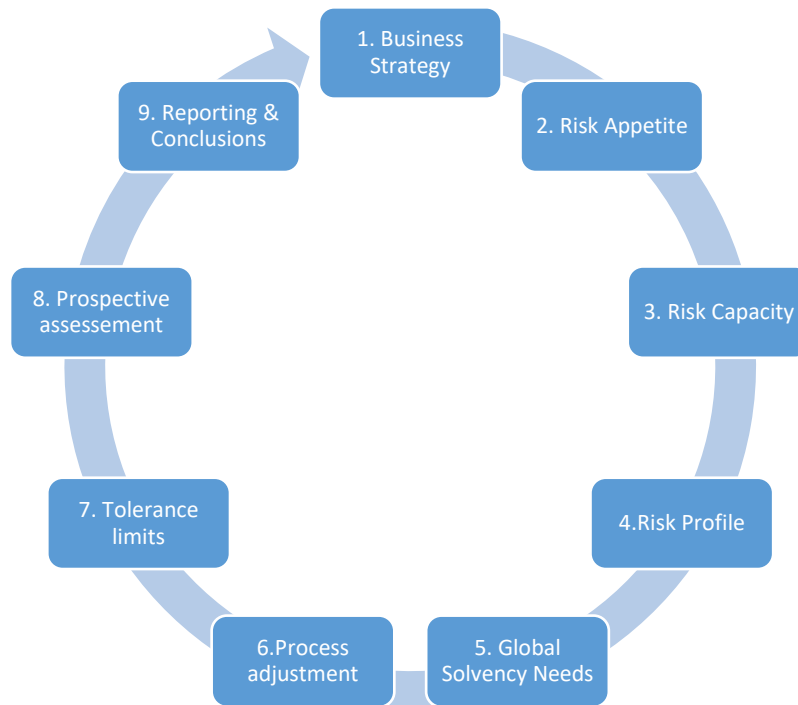 1. Business
Strategy
2. Risk Appetite
3. Risk Capacity
4.Risk Profile
5. Global
Solvency Needs
6.Process
adjustment
7. Tolerance
limits
8. Prospective
assessement
9. Reporting &
Conclusions